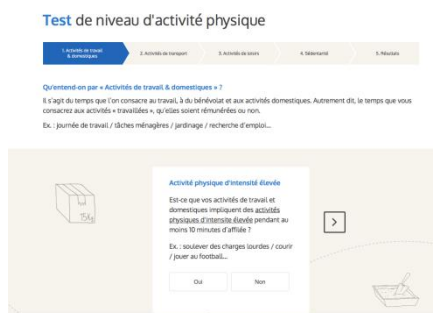 Test de niveau d'activité physique
1. Activités de travail
& domestiques
2. Activités de transport
3. Activités de loisirs
4. Sédentarité
5. Résultats
Qu'entend-on par « Activités de travail & domestiques » ?
Il s'agit du temps que l'on consacre au travail, à du bénévolat et aux activités domestiques. Autrement dit, le temps que vous
consacrez aux activités « travaillées », qu'elles soient rémunérées ou non.
Ex. : journée de travail / tâches ménagères / jardinage / recherche d'emploi...
Activité physique d'intensité élevée
Est-ce que vos activités de travail et
domestiques impliquent des activités
physiques d'intensité élevée pendant au
moins 10 minutes d'affilée ?
Ex. : soulever des charges lourdes / courir
/ jouer au football...
Oui
Non
75Kg